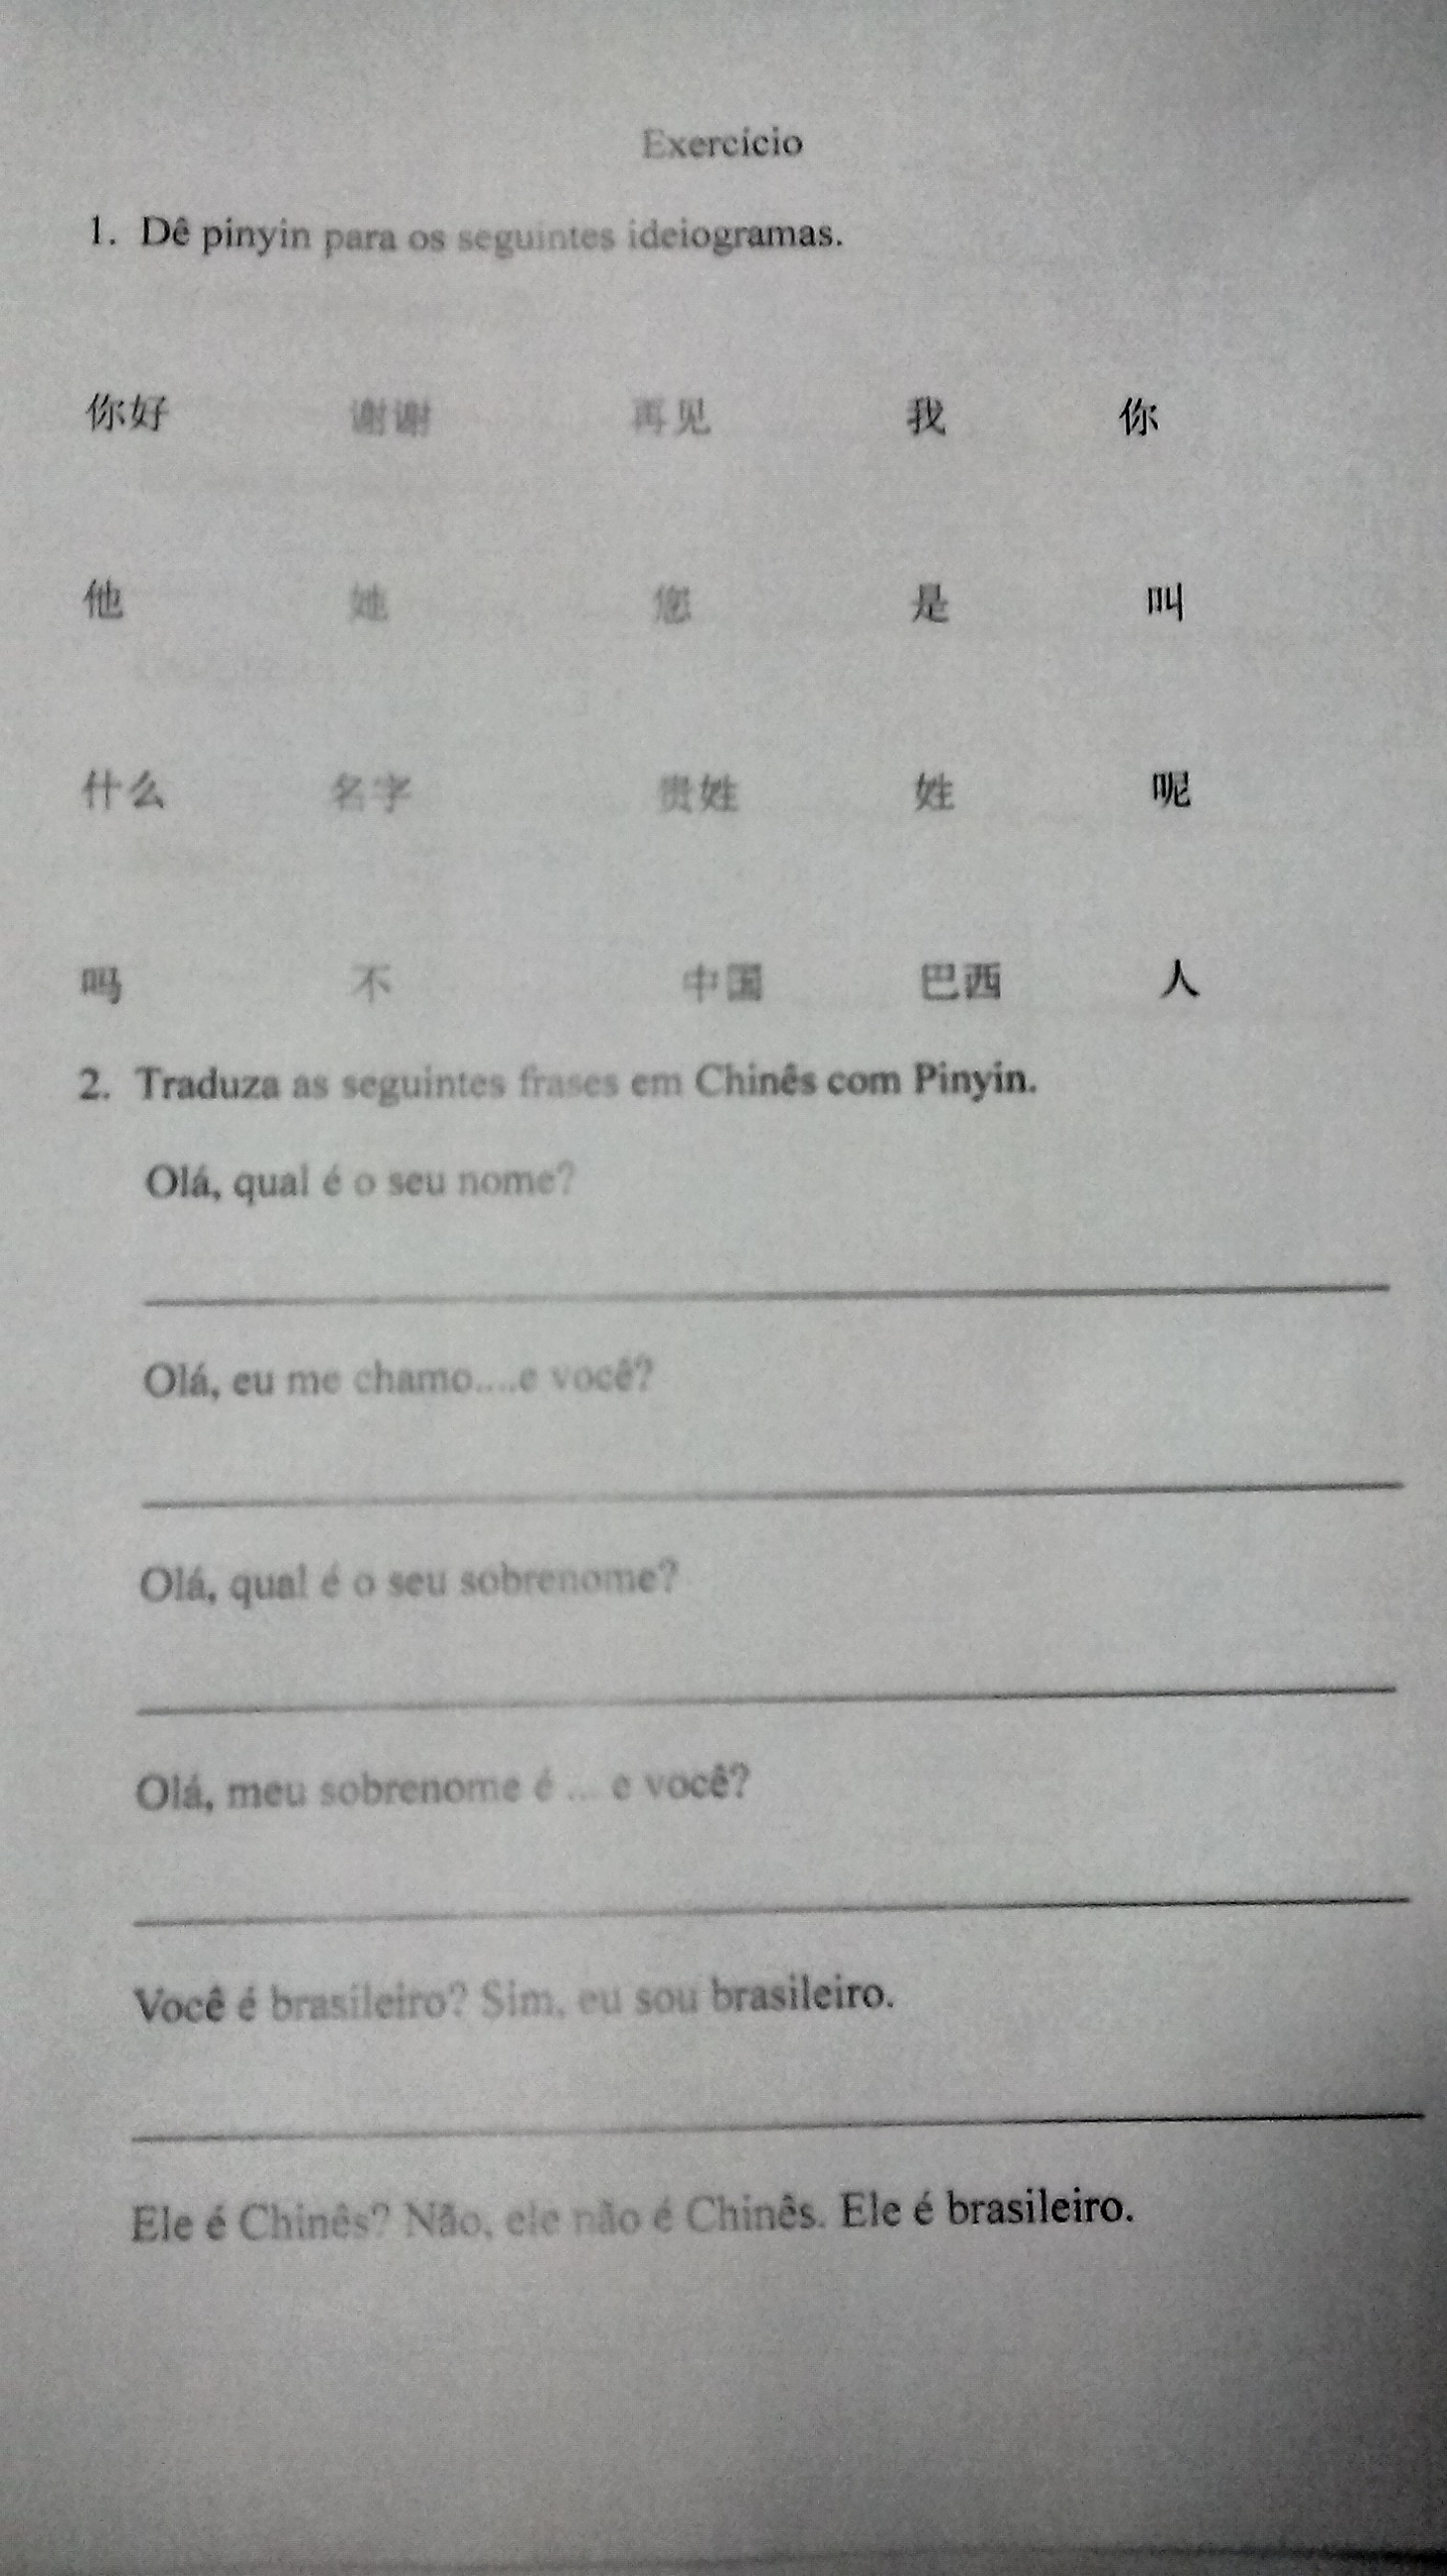 Exercício
1. Dê pinyin para os seguintes ideiogramas.
你好 谢谢 再见 我 你
他 她 您 是 叫
什么 名字 贵姓 姓 呢
吗 不 中国 巴西 人
2. Traduza as seguintes frases em Chinês com Pinyin.
Olá, qual é o seu nome?
Olá, eu me chamo....e você?
Olá, qual é o seu sobrenome?
Olá, meu sobrenome é ... e você?
Você é brasileiro? Sim, eu sou brasileiro.
Ele é Chinês? Não, ele não é Chinês. Ele é brasileiro.